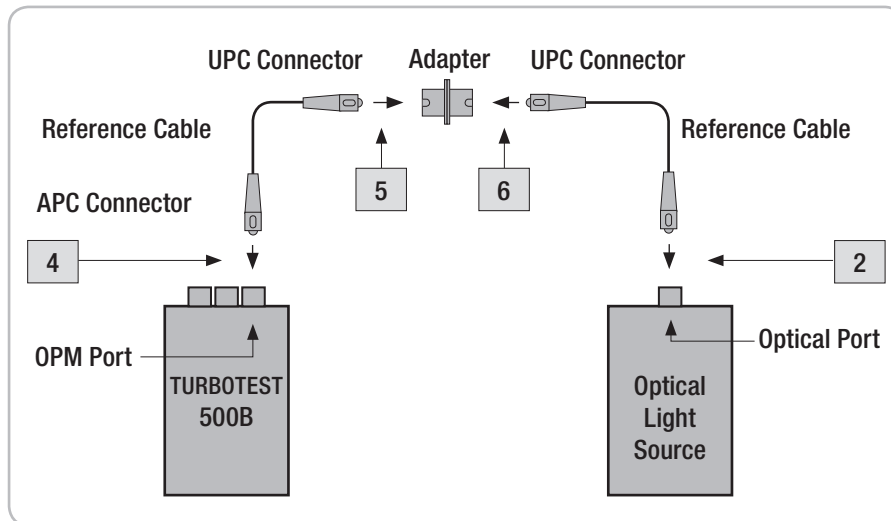 UPC Connector
Adapter
UPC Connector
Reference Cable
Reference Cable
5
6
APC Connector
4
2
OPM Port
Optical Port
TURBOTEST
500B
Optical
Light
Source